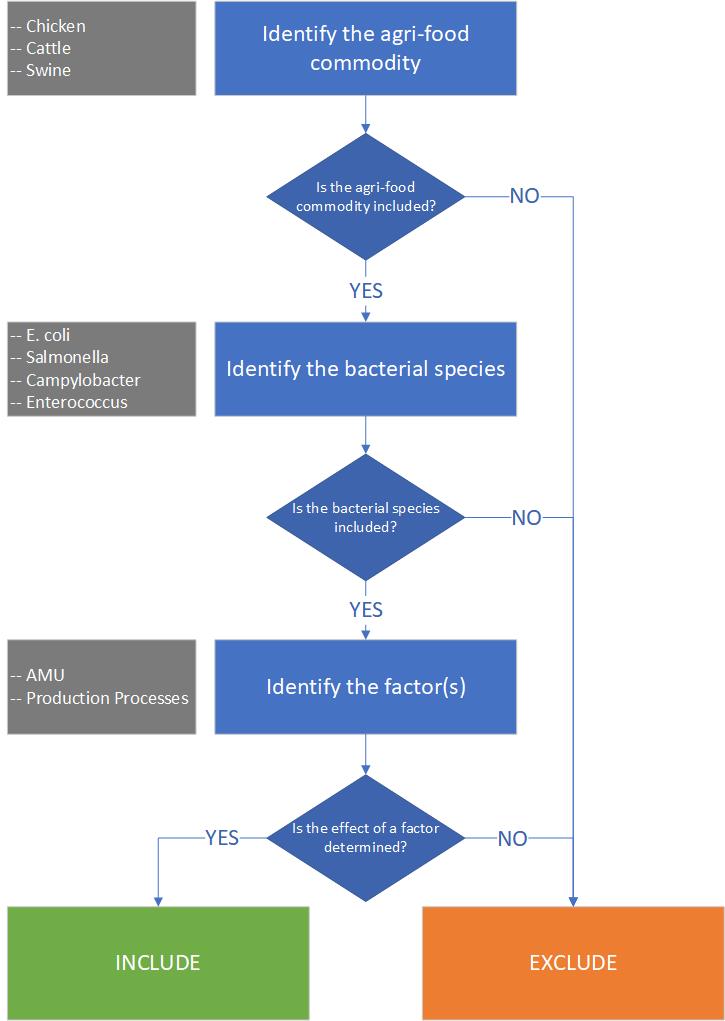 -- Chicken
-- Cattle
-- Swine
Identify the agri-food
commodity
Is the agri-food
commodity included?
NO
YES
-- E. coli
-- Salmonella
-- Campylobacter
-- Enterococcus
Identify the bacterial species
Is the bacterial species
included?
NO
YES
-- AMU
-- Production Processes
Identify the factor(s)
Is the effect of a factor
determined?
YES
NO
INCLUDE
EXCLUDE